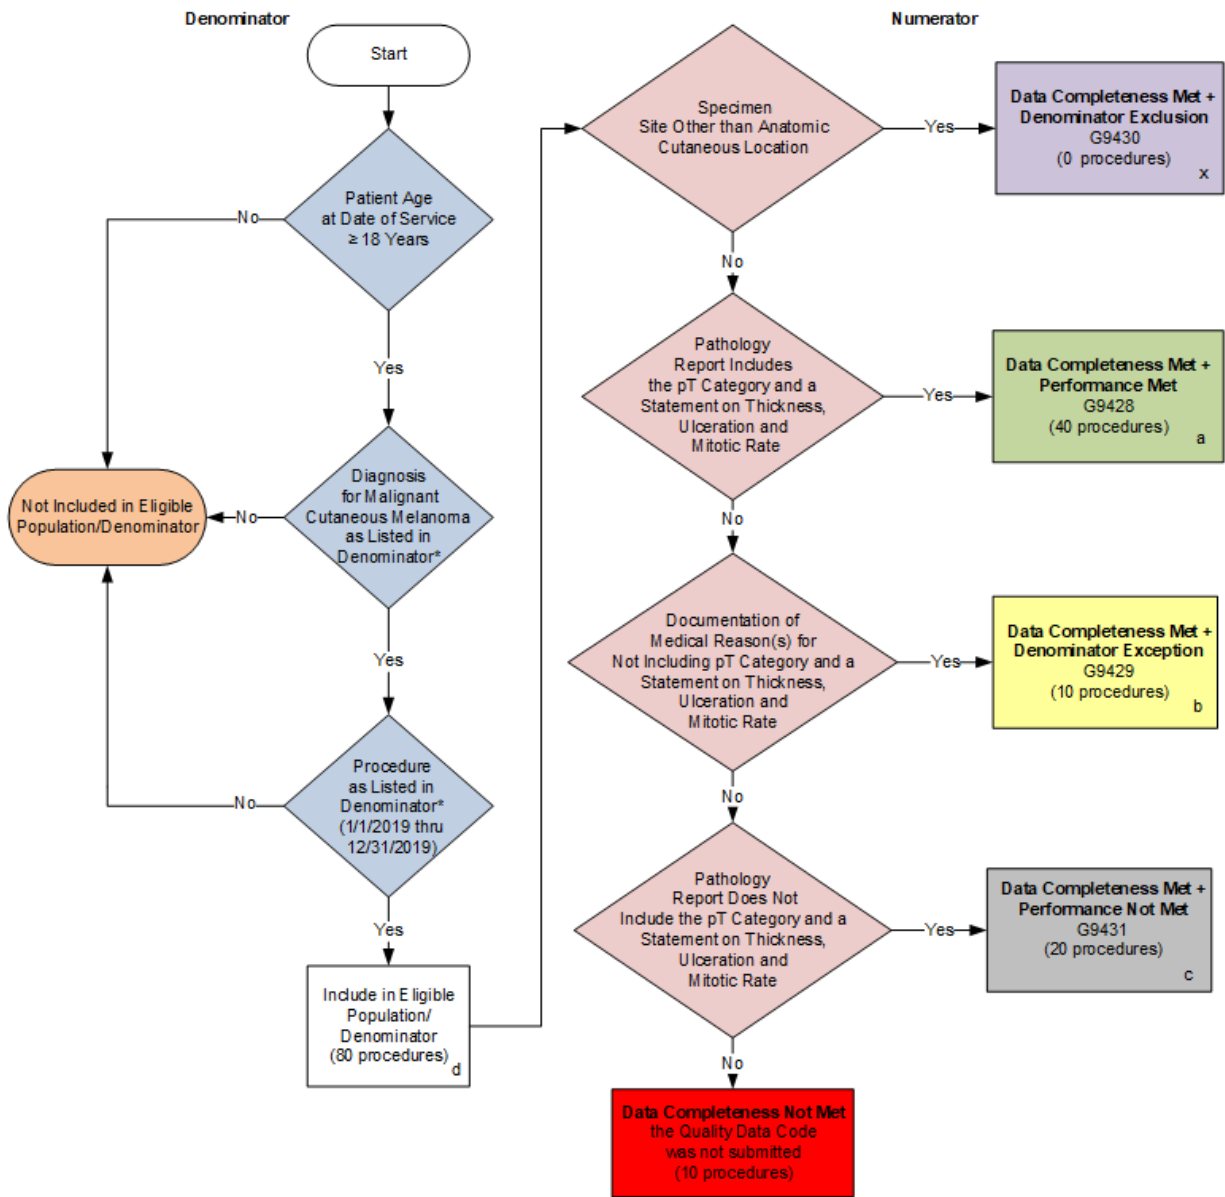 Denominator
Start
Patient Age
at Date of Service
≥ 18 Years
No
Yes
Diagnosis
for Malignant
Cutaneous Melanoma
as Listed in
Denominator*
No
Not Included in Eligible
Population/Denominator
Yes
Procedure
as Listed in
Denominator*
(1/1/2019 thru
12/31/2019)
No
Yes
Include in Eligible
Population/
Denominator
(80 procedures)
d
Numerator
Specimen
Site Other than Anatomic
Cutaneous Location
Yes
Data Completeness Met +
Denominator Exclusion
G9430
(0 procedures)
x
No
Pathology
Report Includes
the pT Category and a
Statement on Thickness,
Ulceration and
Mitotic Rate
Yes
Data Completeness Met +
Performance Met
G9428
(40 procedures)
a
No
Documentation of
Medical Reason(s) for
Not Including pT Category and a
Statement on Thickness,
Ulceration and
Mitotic Rate
Yes
Data Completeness Met +
Denominator Exception
G9429
(10 procedures)
b
No
Pathology
Report Does Not
Include the pT Category and a
Statement on Thickness,
Ulceration and
Mitotic Rate
Yes
Data Completeness Met +
Performance Not Met
G9431
(20 procedures)
c
No
Data Completeness Not Met
the Quality Data Code
was not submitted
(10 procedures)